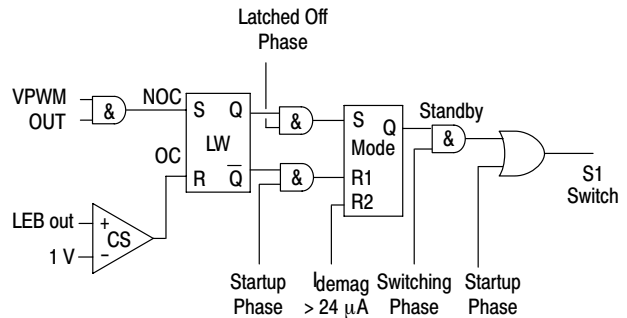 Latched Off
Phase
VPWM
OUT
&
NOC
S
Q
LW
OC
R
Q̅
&
&
S
Q
Mode
R1
R2
Standby
&
S1
Switch
LEB out
+
CS
1 V
−
Startup
Phase
Idemag
> 24 μA
Switching
Phase
Startup
Phase